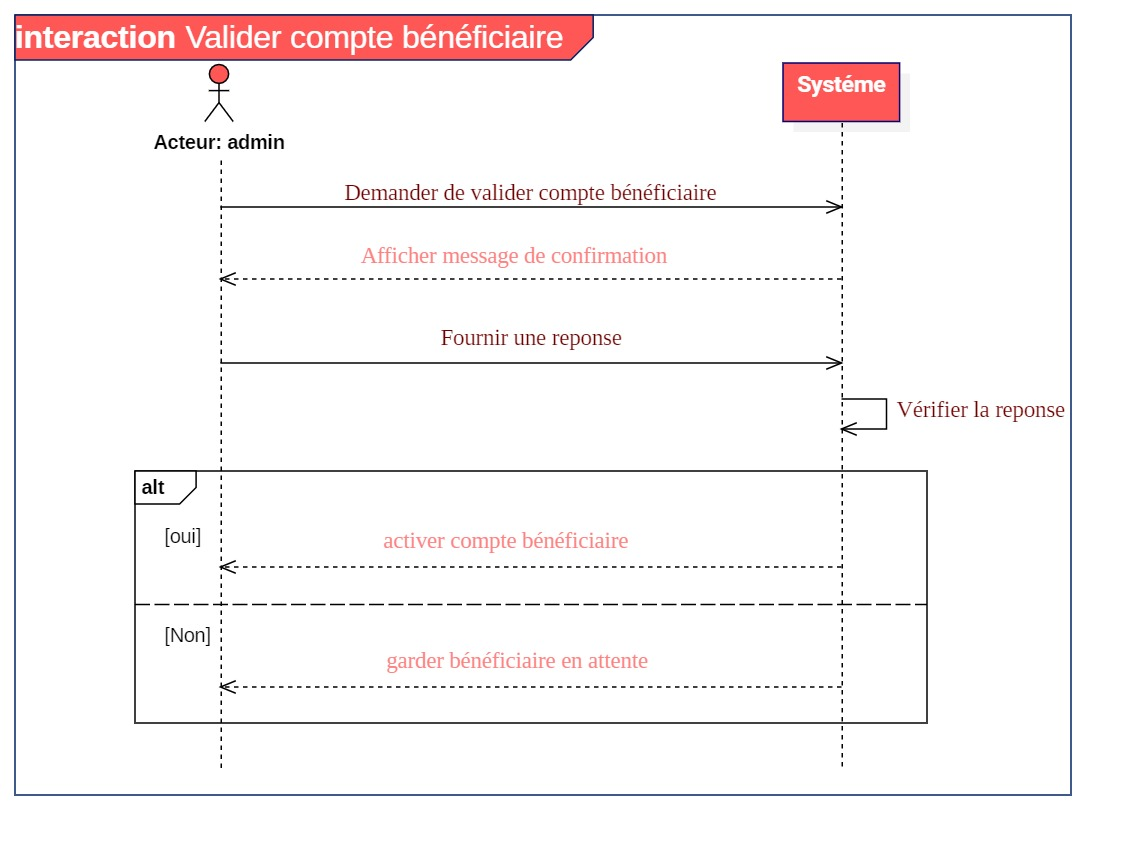 interaction Valider compte bénéficiaire
Systéme
Acteur: admin
Demander de valider compte bénéficiaire
Afficher message de confirmation
Fournir une reponse
Vérifier la reponse
alt
[oui]
activer compte bénéficiaire
[Non]
garder bénéficiaire en attente